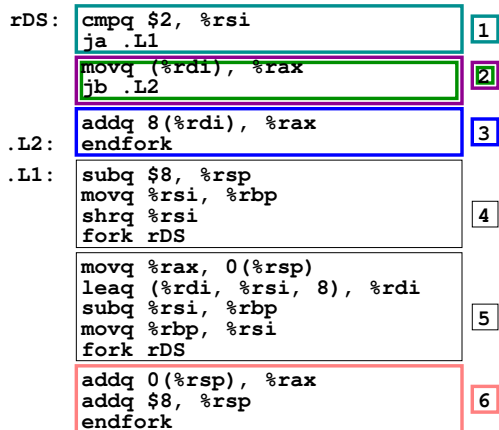 rDS: cmpq $2, %rsi
ja .L1
1
movq (%rdi), %rax
jb .L2
2
addq 8(%rdi), %rax
.L2: endfork
3
.L1: subq $8, %rsp
movq %rsi, %rbp
shrq %rsi
fork rDS
4
movq %rax, 0(%rsp)
leaq (%rdi, %rsi, 8), %rdi
subq %rsi, %rbp
movq %rbp, %rsi
fork rDS
5
addq 0(%rsp), %rax
addq $8, %rsp
endfork
6